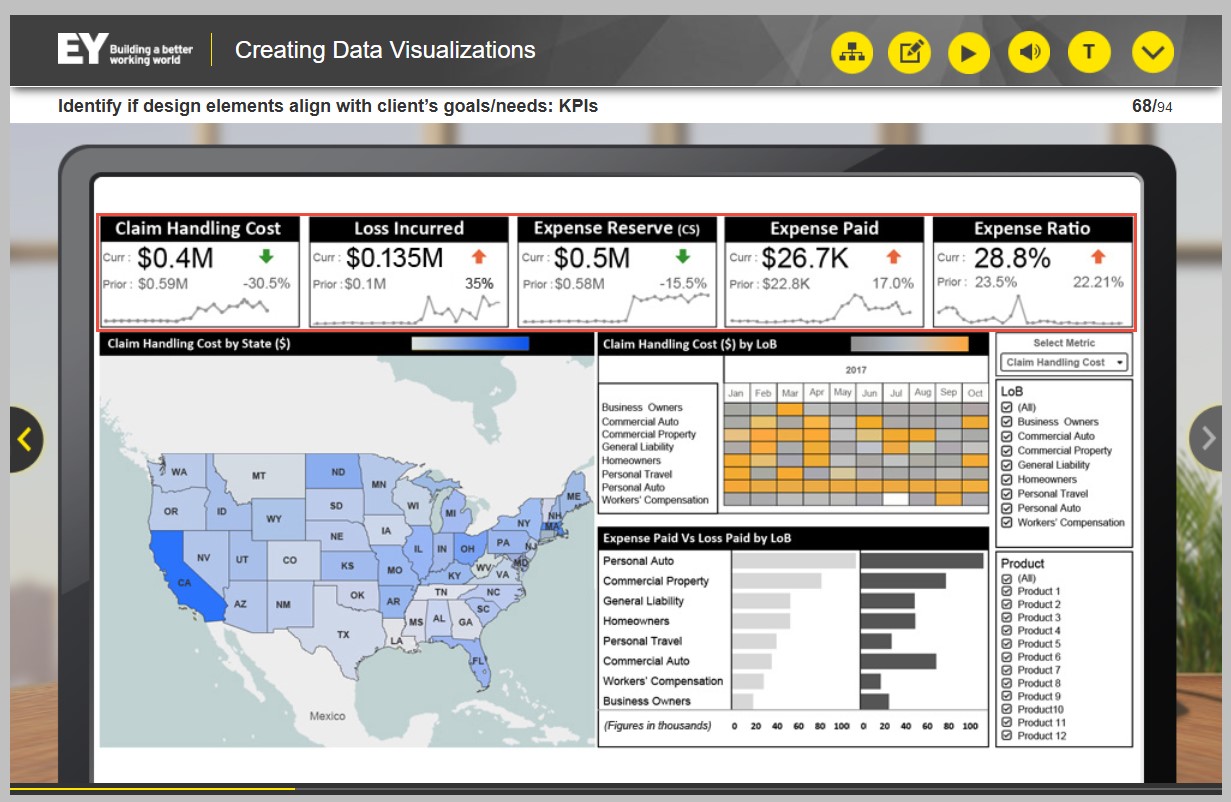 EY Building a better
working world
Creating Data Visualizations
T
Identify if design elements align with client’s goals/needs: KPIs
68/94
Claim Handling Cost
Curr : $0.4M
Prior : $0.59M -30.5%
Loss Incurred
Curr : $0.135M
Prior : $0.1M 35%
Expense Reserve (CS)
Curr : $0.5M
Prior : $0.58M -15.5%
Expense Paid
Curr : $26.7K
Prior : $22.8K 17.0%
Expense Ratio
Curr : 28.8%
Prior : 23.5% 22.21%
Claim Handling Cost by State ($)
WA
MT
ND
MN
ME
OR
ID
WY
SD
WI
MI
NY
NH
MA
NV
UT
CO
NE
IA
IL
IN
OH
PA
NJ
CA
AZ
NM
KS
MO
KY
WV
VA
MD
OK
AR
TN
NC
SC
TX
LA
MS
AL
GA
FL
Mexico
Claim Handling Cost ($) by LoB
2017
Jan Feb Mar Apr May Jun Jul Aug Sep Oct
Business Owners
Commercial Auto
Commercial Property
General Liability
Homeowners
Personal Travel
Personal Auto
Workers' Compensation
Expense Paid Vs Loss Paid by LoB
Personal Auto
Commercial Property
General Liability
Homeowners
Personal Travel
Commercial Auto
Workers' Compensation
Business Owners
(Figures in thousands) 0 20 40 60 80 100 0 20 40 60 80 100
Select Metric
Claim Handling Cost
LoB
(All)
Business Owners
Commercial Auto
Commercial Property
General Liability
Homeowners
Personal Travel
Personal Auto
Workers' Compensation
Product
(All)
Product 1
Product 2
Product 3
Product 4
Product 5
Product 6
Product 7
Product 8
Product 9
Product10
Product 11
Product 12